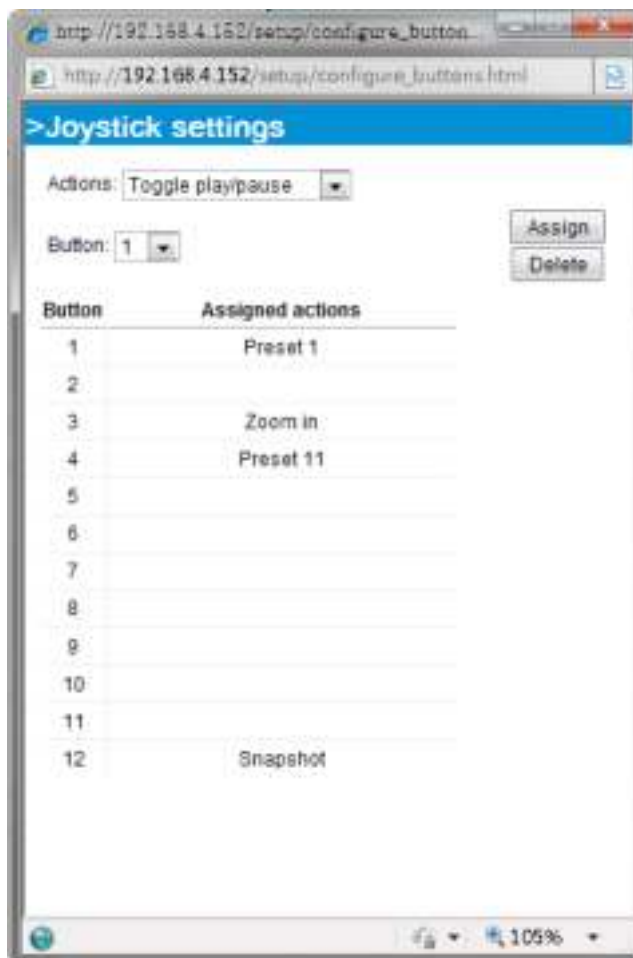 http://192.168.4.152/setup/configure_button...
http://192.168.4.152/setup/configure_buttons.html
>Joystick settings
Actions: Toggle play/pause
Button: 1
Assign
Delete
Button Assigned actions
1 Preset 1
2
3 Zoom in
4 Preset 11
5
6
7
8
9
10
11
12 Snapshot
105%